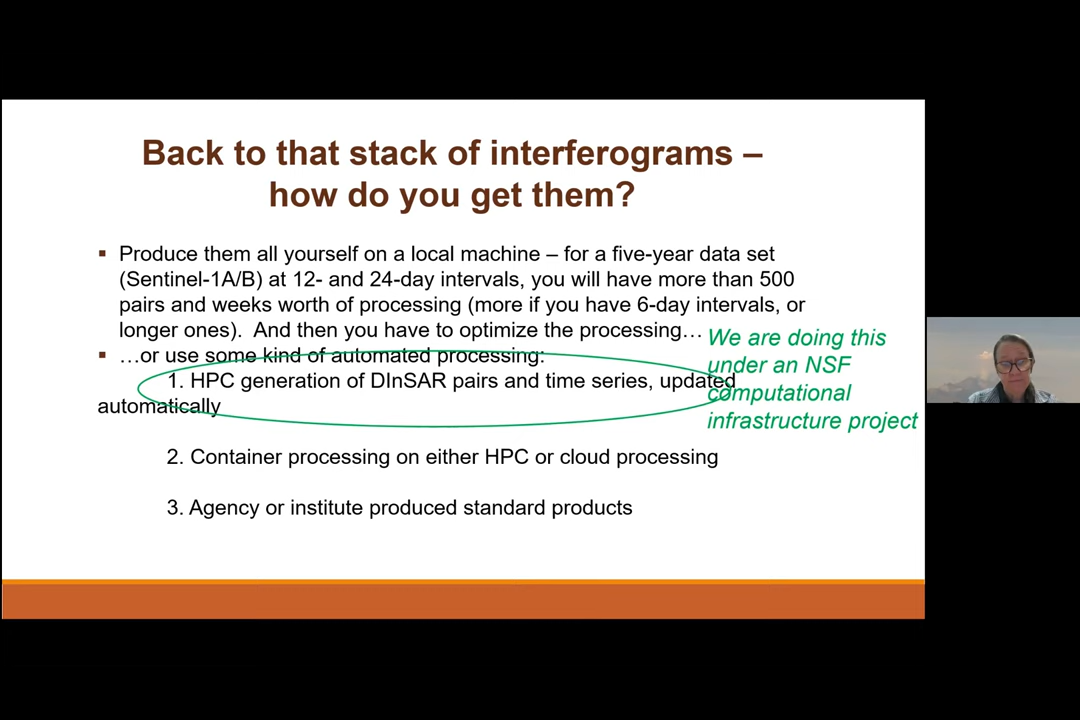 Back to that stack of interferograms –
how do you get them?
▪ Produce them all yourself on a local machine – for a five-year data set
(Sentinel-1A/B) at 12- and 24-day intervals, you will have more than 500
pairs and weeks worth of processing (more if you have 6-day intervals, or
longer ones). And then you have to optimize the processing…
▪ …or use some kind of automated processing:
1. HPC generation of DInSAR pairs and time series, updated
automatically
We are doing this
under an NSF
computational
infrastructure project
2. Container processing on either HPC or cloud processing
3. Agency or institute produced standard products